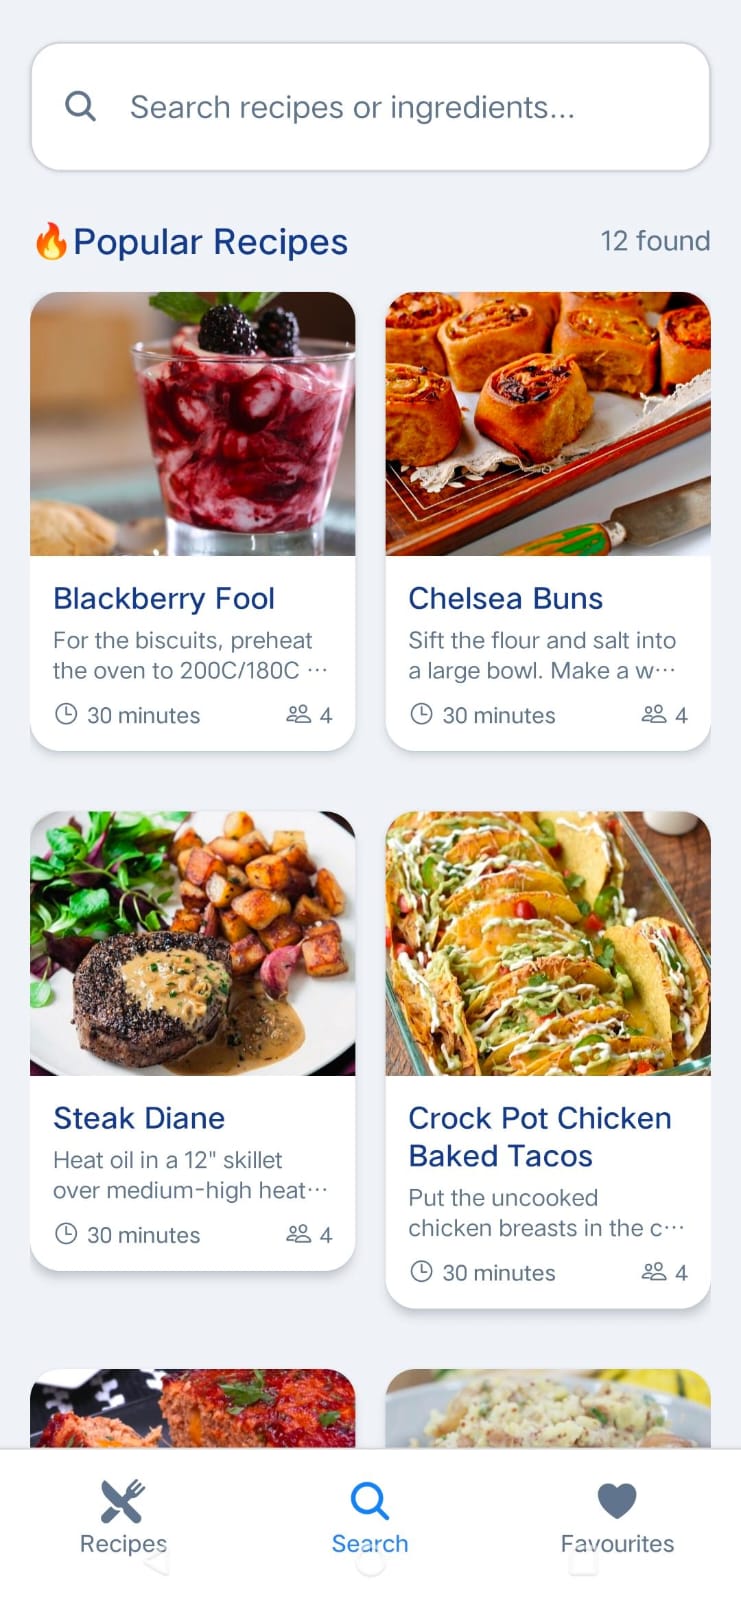 Search recipes or ingredients...
🔥Popular Recipes
12 found
Blackberry Fool
For the biscuits, preheat
the oven to 200C/180C ...
30 minutes
4
Chelsea Buns
Sift the flour and salt into
a large bowl. Make a w...
30 minutes
4
Steak Diane
Heat oil in a 12" skillet
over medium-high heat...
30 minutes
4
Crock Pot Chicken
Baked Tacos
Put the uncooked
chicken breasts in the c...
30 minutes
4
Recipes
Search
Favourites